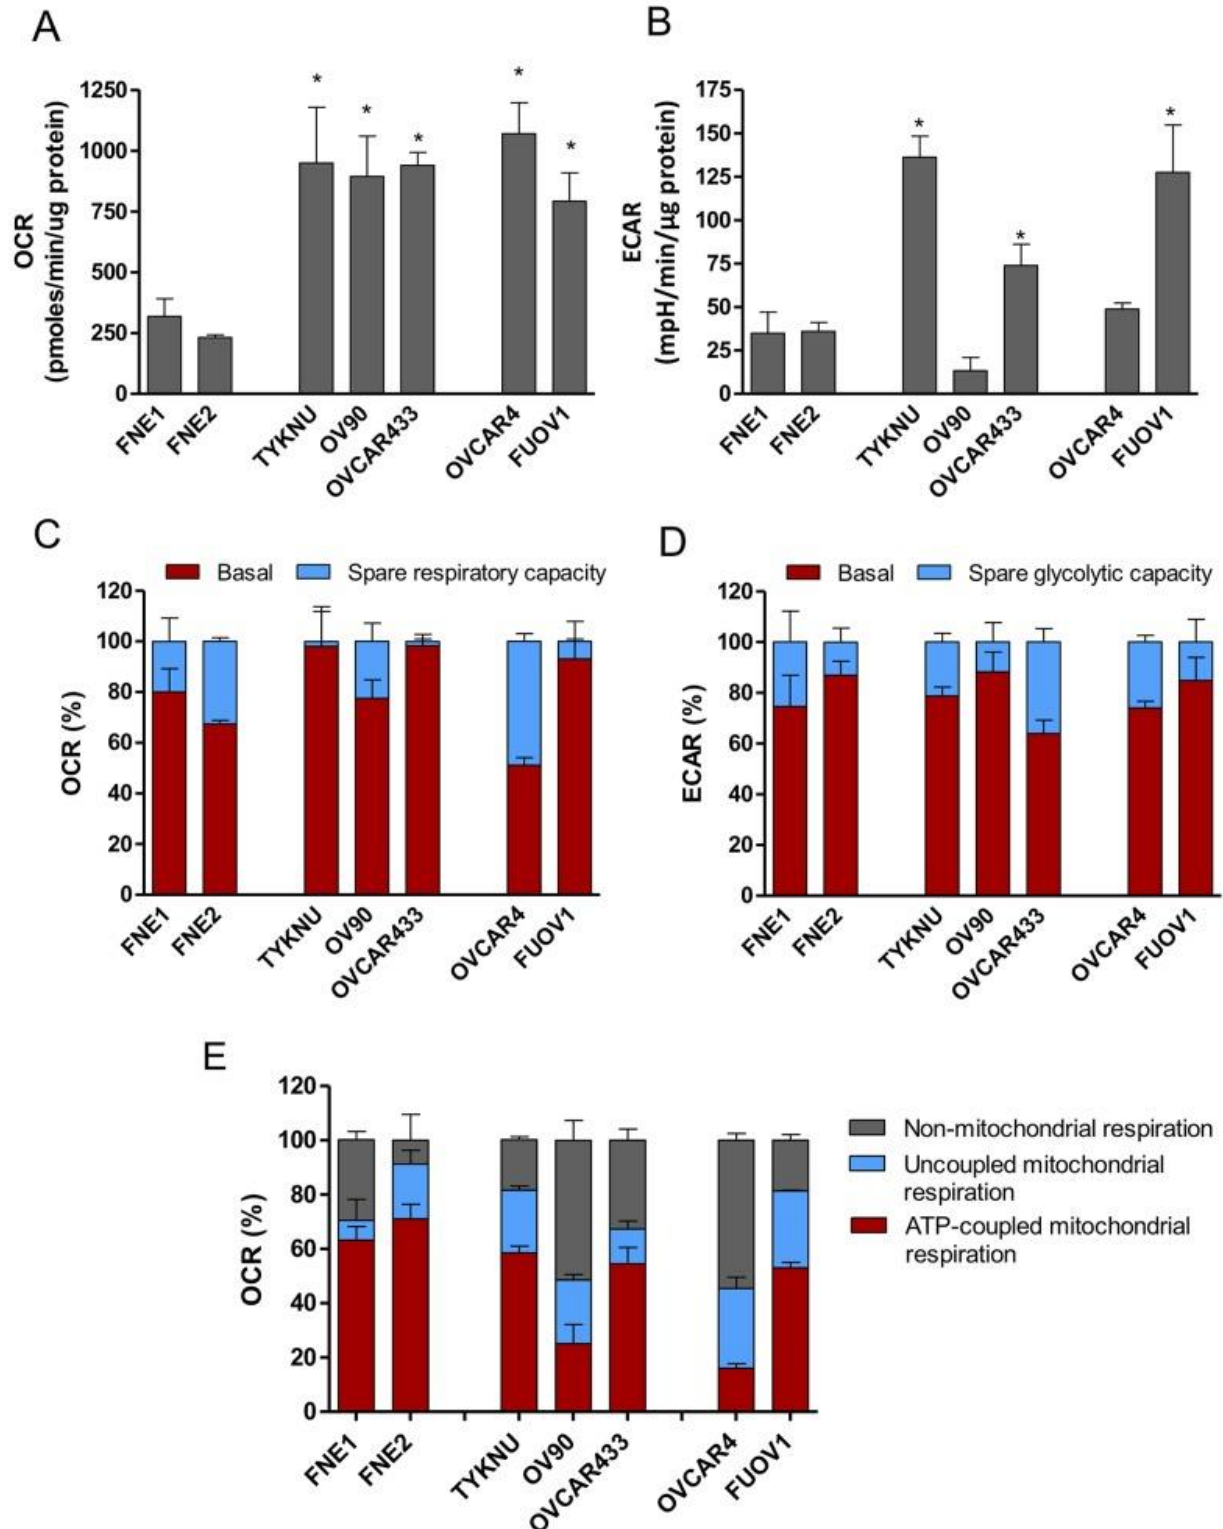 A
OCR
(pmoles/min/ug protein)
1250
1000
750
500
250
0
*
*
*
*
*
FNE1
FNE2
TYKNU
OV90
OVCAR433
OVCAR4
FUOV1
B
ECAR
(mpH/min/µg protein)
175
150
125
100
75
50
25
0
*
*
*
FNE1
FNE2
TYKNU
OV90
OVCAR433
OVCAR4
FUOV1
C
Basal
Spare respiratory capacity
OCR (%)
120
100
80
60
40
20
0
FNE1
FNE2
TYKNU
OV90
OVCAR433
OVCAR4
FUOV1
D
Basal
Spare glycolytic capacity
ECAR (%)
120
100
80
60
40
20
0
FNE1
FNE2
TYKNU
OV90
OVCAR433
OVCAR4
FUOV1
E
OCR (%)
120
100
80
60
40
20
0
FNE1
FNE2
TYKNU
OV90
OVCAR433
OVCAR4
FUOV1
Non-mitochondrial respiration
Uncoupled mitochondrial
respiration
ATP-coupled mitochondrial
respiration